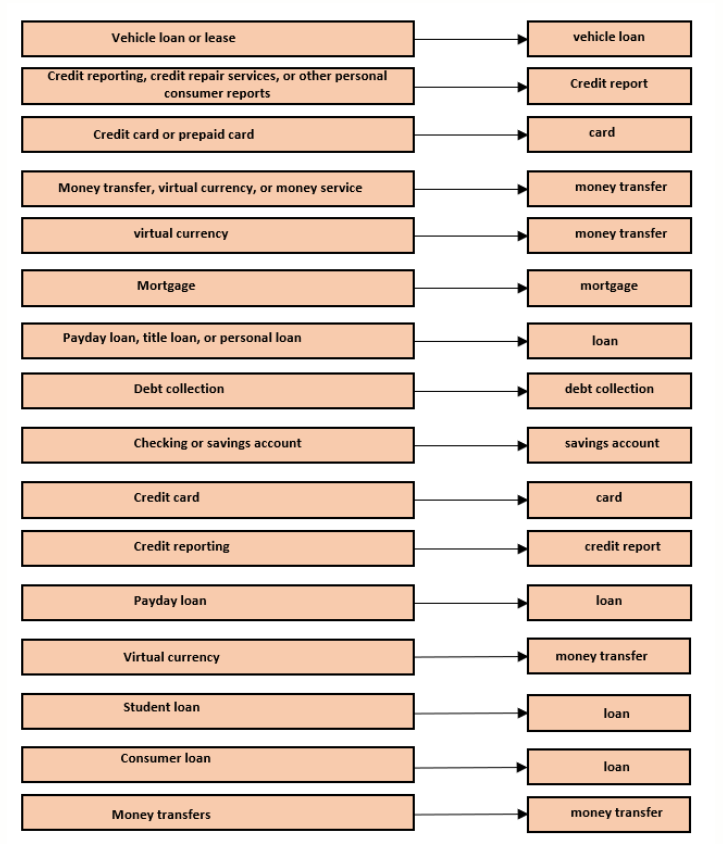 Vehicle loan or lease
vehicle loan
Credit reporting, credit repair services, or other personal
consumer reports
Credit report
Credit card or prepaid card
card
Money transfer, virtual currency, or money service
money transfer
virtual currency
money transfer
Mortgage
mortgage
Payday loan, title loan, or personal loan
loan
Debt collection
debt collection
Checking or savings account
savings account
Credit card
card
Credit reporting
credit report
Payday loan
loan
Virtual currency
money transfer
Student loan
loan
Consumer loan
loan
Money transfers
money transfer